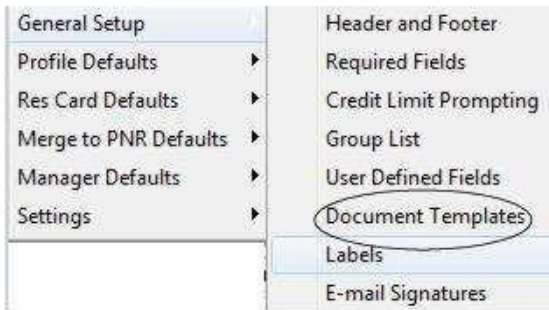 General Setup
Profile Defaults
Res Card Defaults
Merge to PNR Defaults
Manager Defaults
Settings
Header and Footer
Required Fields
Credit Limit Prompting
Group List
User Defined Fields
Document Templates
Labels
E-mail Signatures